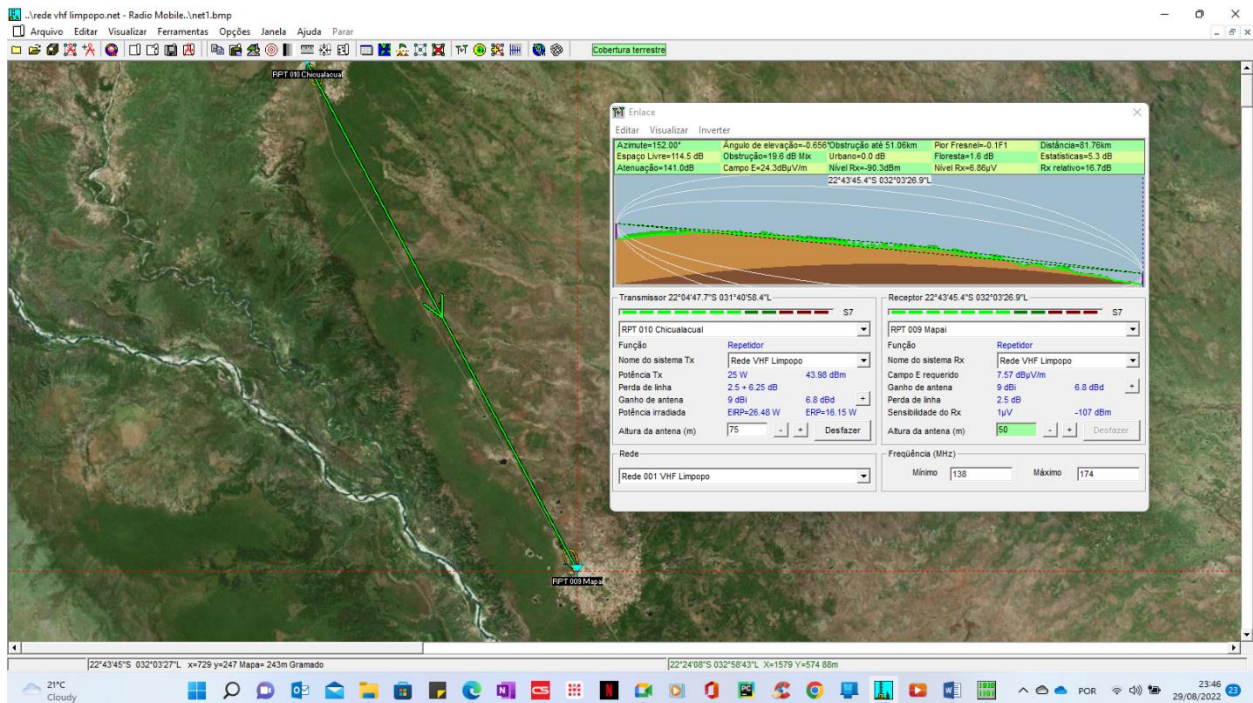 ..\rede vhf limpopo.net - Radio Mobile..\net1.bmp
Arquivo Editar Visualizar Ferramentas Opções Janela Ajuda Parar
Cobertura terrestre
RPT 010 Chicualacual
Enlace
Editar Visualizar Inverter
Azimute=152.00° Ângulo de elevação=-0.656° Obstrução até 51.06km Pior Fresnel=-0.1F1 Distância=81.76km
Espaço Livre=114.5 dB Obstrução=19.6 dB Mix Urbano=0.0 dB Floresta=1.6 dB Estatísticas=5.3 dB
Atenuação=141.0dB Campo E=24.3dBµV/m Nível Rx=-90.3dBm Nível Rx=6.86µV Rx relativo=16.7dB
22°43'45.4"S 032°03'26.9"L
Transmissor 22°04'47.7"S 031°40'58.4"L Receptor 22°43'45.4"S 032°03'26.9"L
S7 S7
RPT 010 Chicualacual RPT 009 Mapai
Função Repetidor Função Repetidor
Nome do sistema Tx Rede VHF Limpopo Nome do sistema Rx Rede VHF Limpopo
Potência Tx 25 W 43.98 dBm Campo E requerido 7.57 dBµV/m
Perda de linha 2.5 + 6.25 dB Ganho de antena 9 dBi 6.8 dBd +
Ganho de antena 9 dBi 6.8 dBd + Perda de linha 2.5 dB
Potência irradiada EIRP=26.48 W ERP=16.15 W Sensibilidade do Rx 1µV -107 dBm
Altura da antena (m) 75 - + Desfazer Altura da antena (m) 50 - + Desfazer
Rede Freqüência (MHz)
Rede 001 VHF Limpopo Mínimo 138 Máximo 174
RPT 009 Mapai
22°43'45"S 032°03'27"L x=729 y=247 Mapa= 243m Gramado 22°24'08"S 032°58'43"L X=1579 Y=574 88m
21°C
Cloudy
POR
23:46
29/08/2022
23